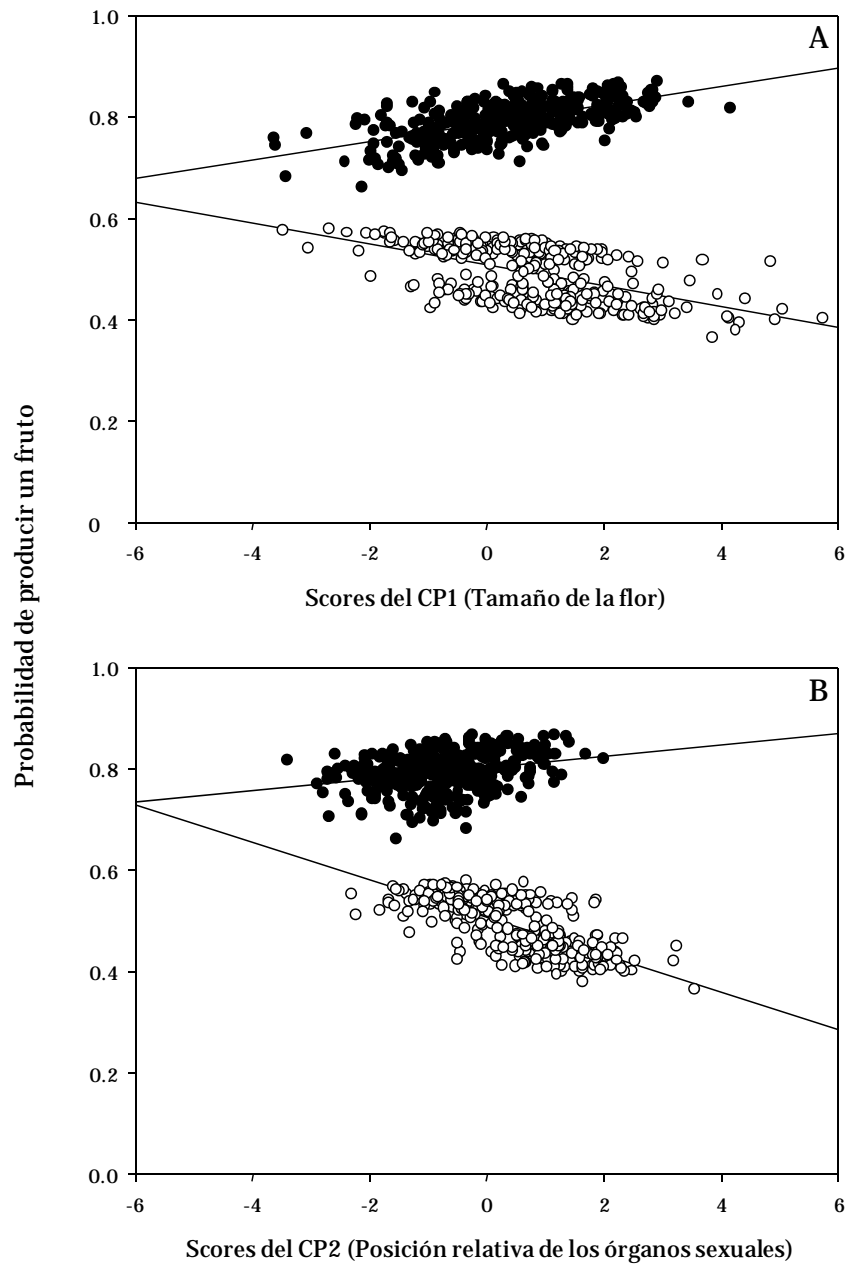 Probabilidad de producir un fruto
A
1.0
0.8
0.6
0.4
0.2
0
-6 -4 -2 0 2 4 6
Scores del CP1 (Tamaño de la flor)
B
1.0
0.8
0.6
0.4
0.2
0.0
-6 -4 -2 0 2 4 6
Scores del CP2 (Posición relativa de los órganos sexuales)